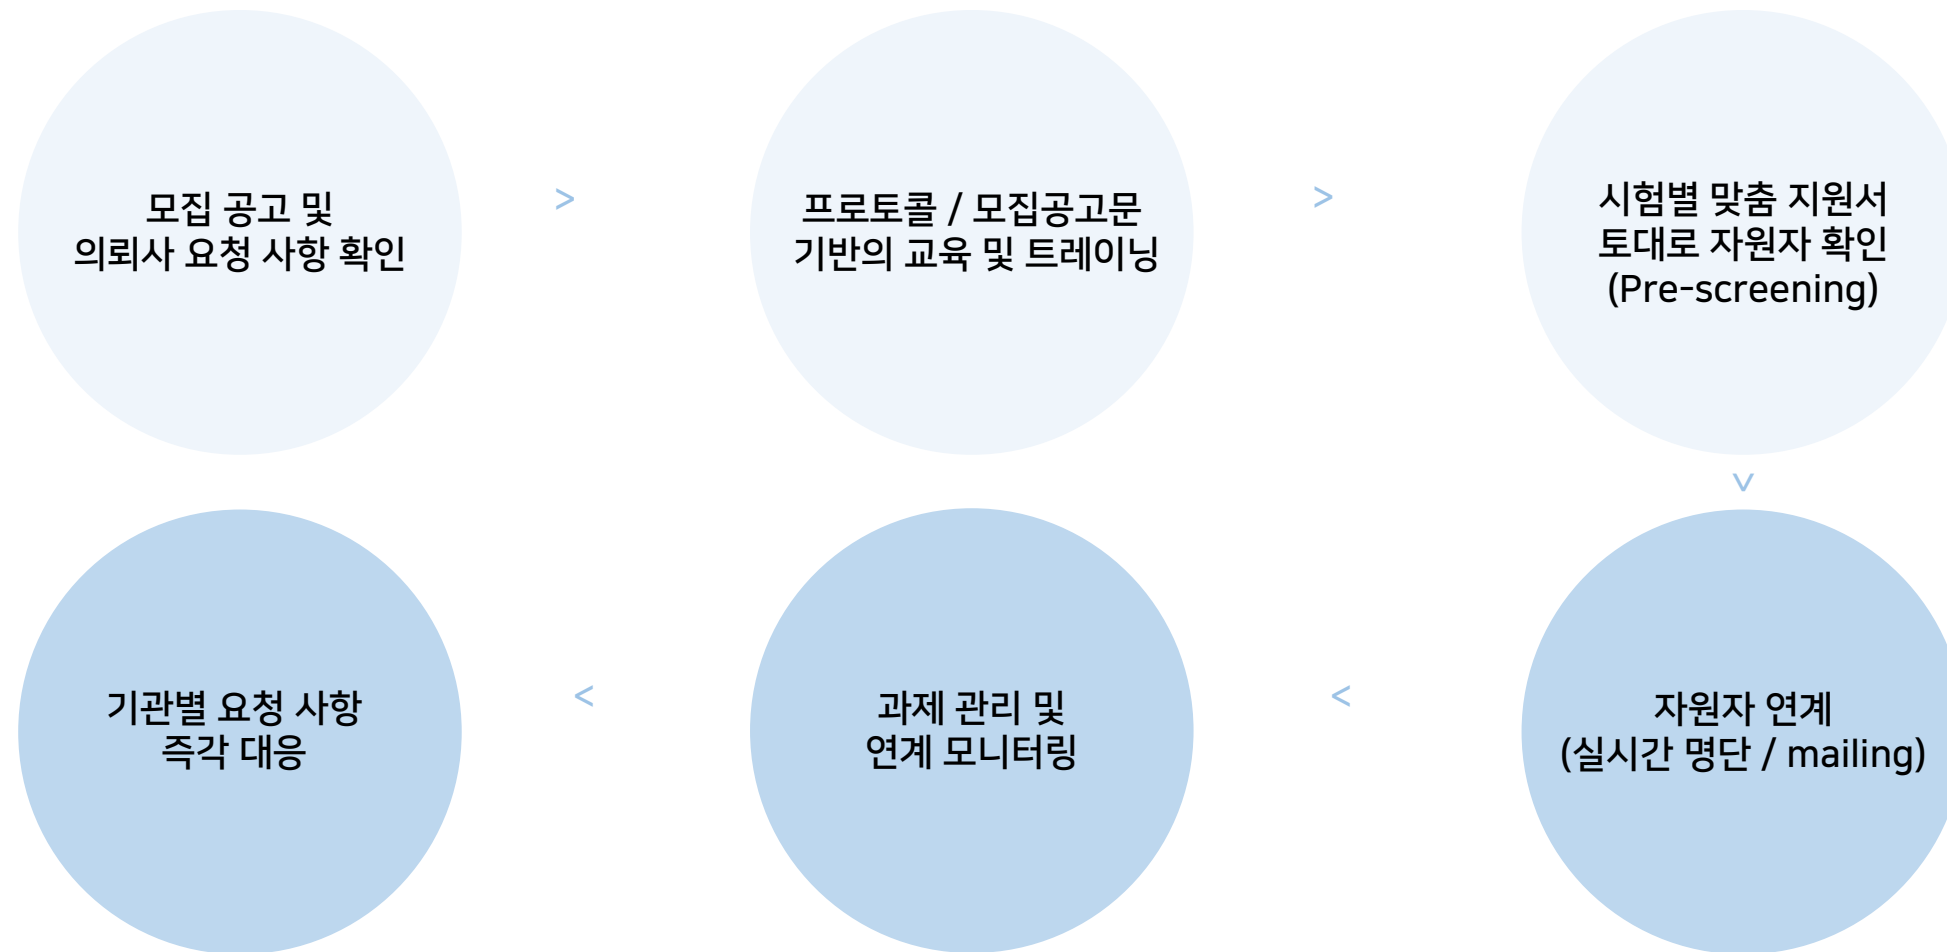 모집 공고 및
의뢰사 요청 사항 확인
>
프로토콜 / 모집공고문
기반의 교육 및 트레이닝
>
시험별 맞춤 지원서
토대로 자원자 확인
(Pre-screening)
>
자원자 연계
(실시간 명단 / mailing)
<
과제 관리 및
연계 모니터링
<
기관별 요청 사항
즉각 대응